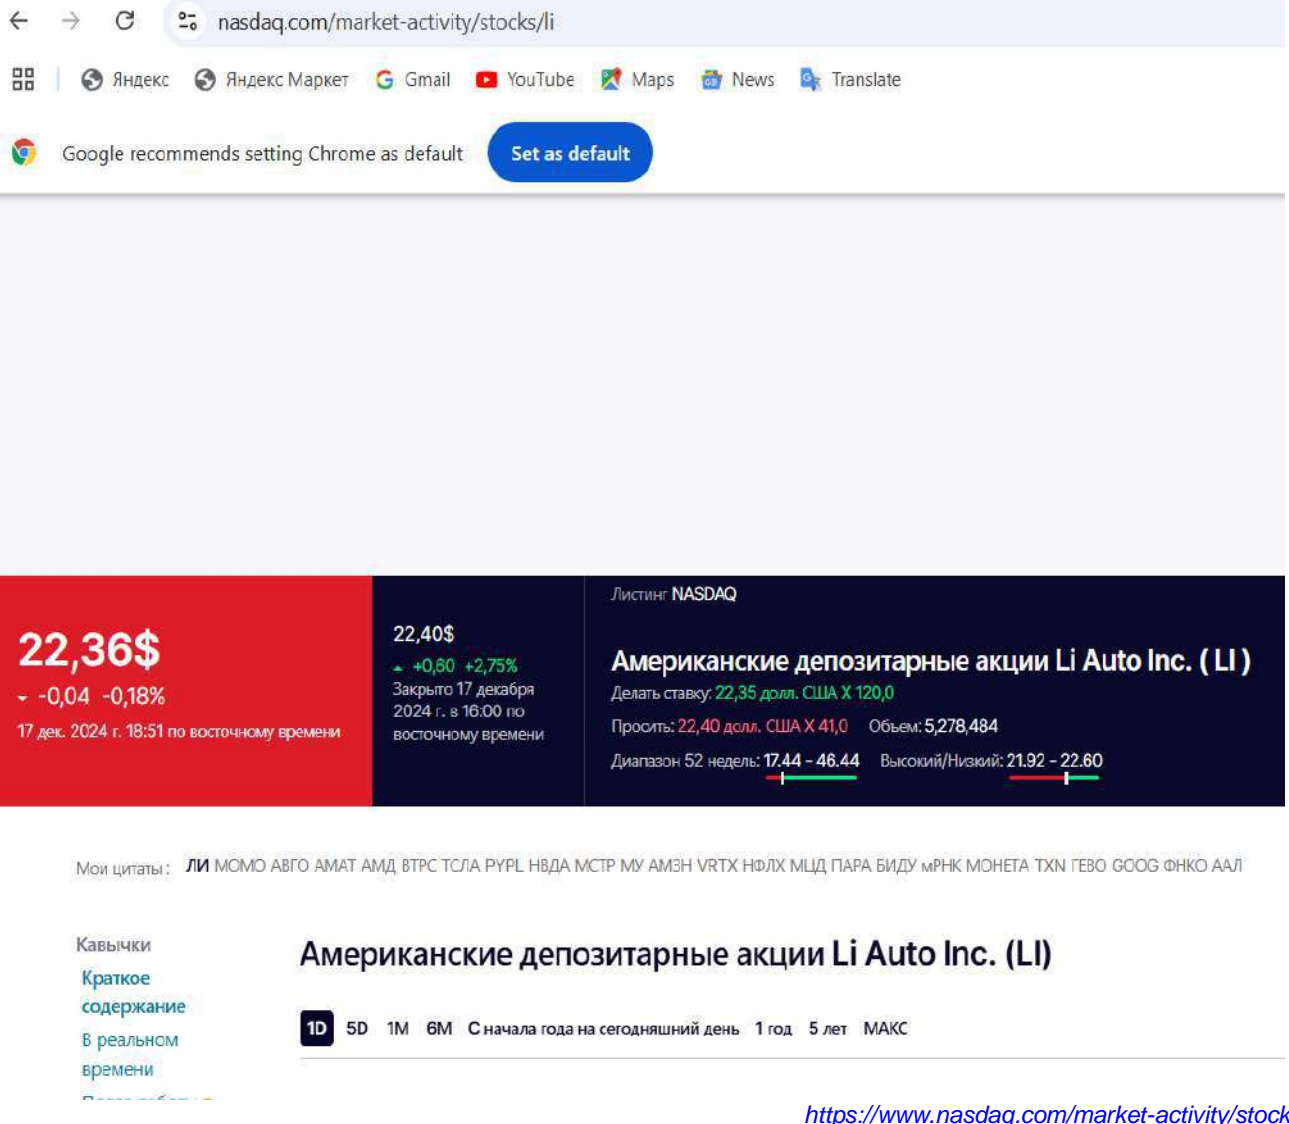 nasdaq.com/market-activity/stocks/li
Яндекс Яндекс Маркет Gmail YouTube Maps News Translate
Google recommends setting Chrome as default Set as default
Листинг NASDAQ
22,36$
-0,04 -0,18%
17 дек. 2024 г. 18:51 по восточному времени
22,40$
+0,60 +2,75%
Закрыто 17 декабря
2024 г. в 16:00 по
восточному времени
Американские депозитарные акции Li Auto Inc. ( LI )
Делать ставку: 22,35 долл. США X 120,0
Просить: 22,40 долл. США X 41,0 Объем: 5,278,484
Диапазон 52 недель: 17.44 – 46.44 Высокий/Низкий: 21.92 – 22.60
Мои цитаты : ЛИ МОМО АВГО АМАТ АМД ВТРС ТСЛА PYPL НВДА МСТР МУ АМЗН VRTX НФЛХ МЦД ПАРА БИДУ мРНК МОНЕТА TXN ГЕВО GOOG ФНКО ААЛ
Кавычки
Краткое
содержание
В реальном
времени
Американские депозитарные акции Li Auto Inc. (LI)
1D 5D 1M 6M С начала года на сегодняшний день 1 год 5 лет МАКС
https://www.nasdaq.com/market-activity/stock